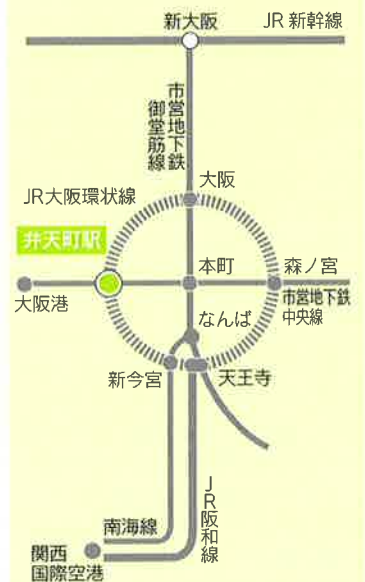 新大阪
JR 新幹線
市営地下鉄
御堂筋線
大阪
JR大阪環状線
弁天町駅
本町
森ノ宮
大阪港
市営地下鉄
中央線
なんば
新今宮
天王寺
JR阪和線
南海線
関西
国際空港